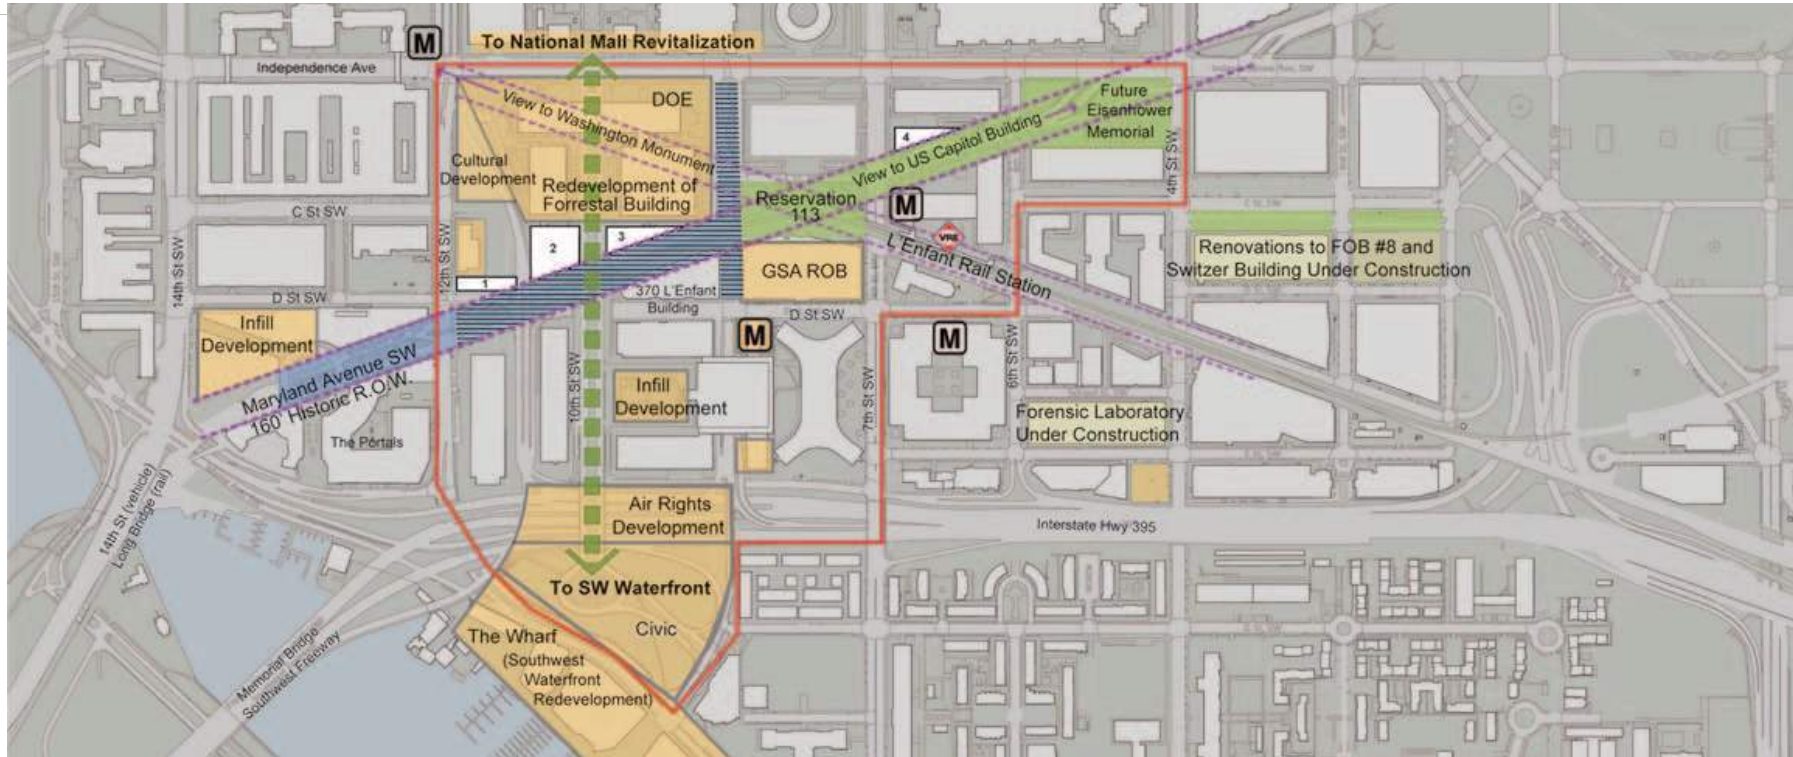 M
To National Mall Revitalization
Independence Ave
DOE
View to Washington Monument
Future
Eisenhower
Memorial
4
View to US Capitol Building
4th St SW
Cultural
Development
Redevelopment of
Forrestal Building
Reservation
113
M
C St SW
VRE
L'Enfant Rail Station
Renovations to FOB #8 and
Switzer Building Under Construction
14th St SW
12th St SW
2
3
GSA ROB
1
370 L'Enfant
Building
D St SW
D St SW
Infill
Development
M
M
Maryland Avenue SW
160' Historic R.O.W.
10th St SW
Infill
Development
7th St SW
6th St SW
Forensic Laboratory
Under Construction
The Portals
Air Rights
Development
14th St (vehicle)
Long Bridge (rail)
Interstate Hwy 395
To SW Waterfront
Civic
The Wharf
(Southwest
Waterfront
Redevelopment)
Memorial Bridge
Southwest Freeway